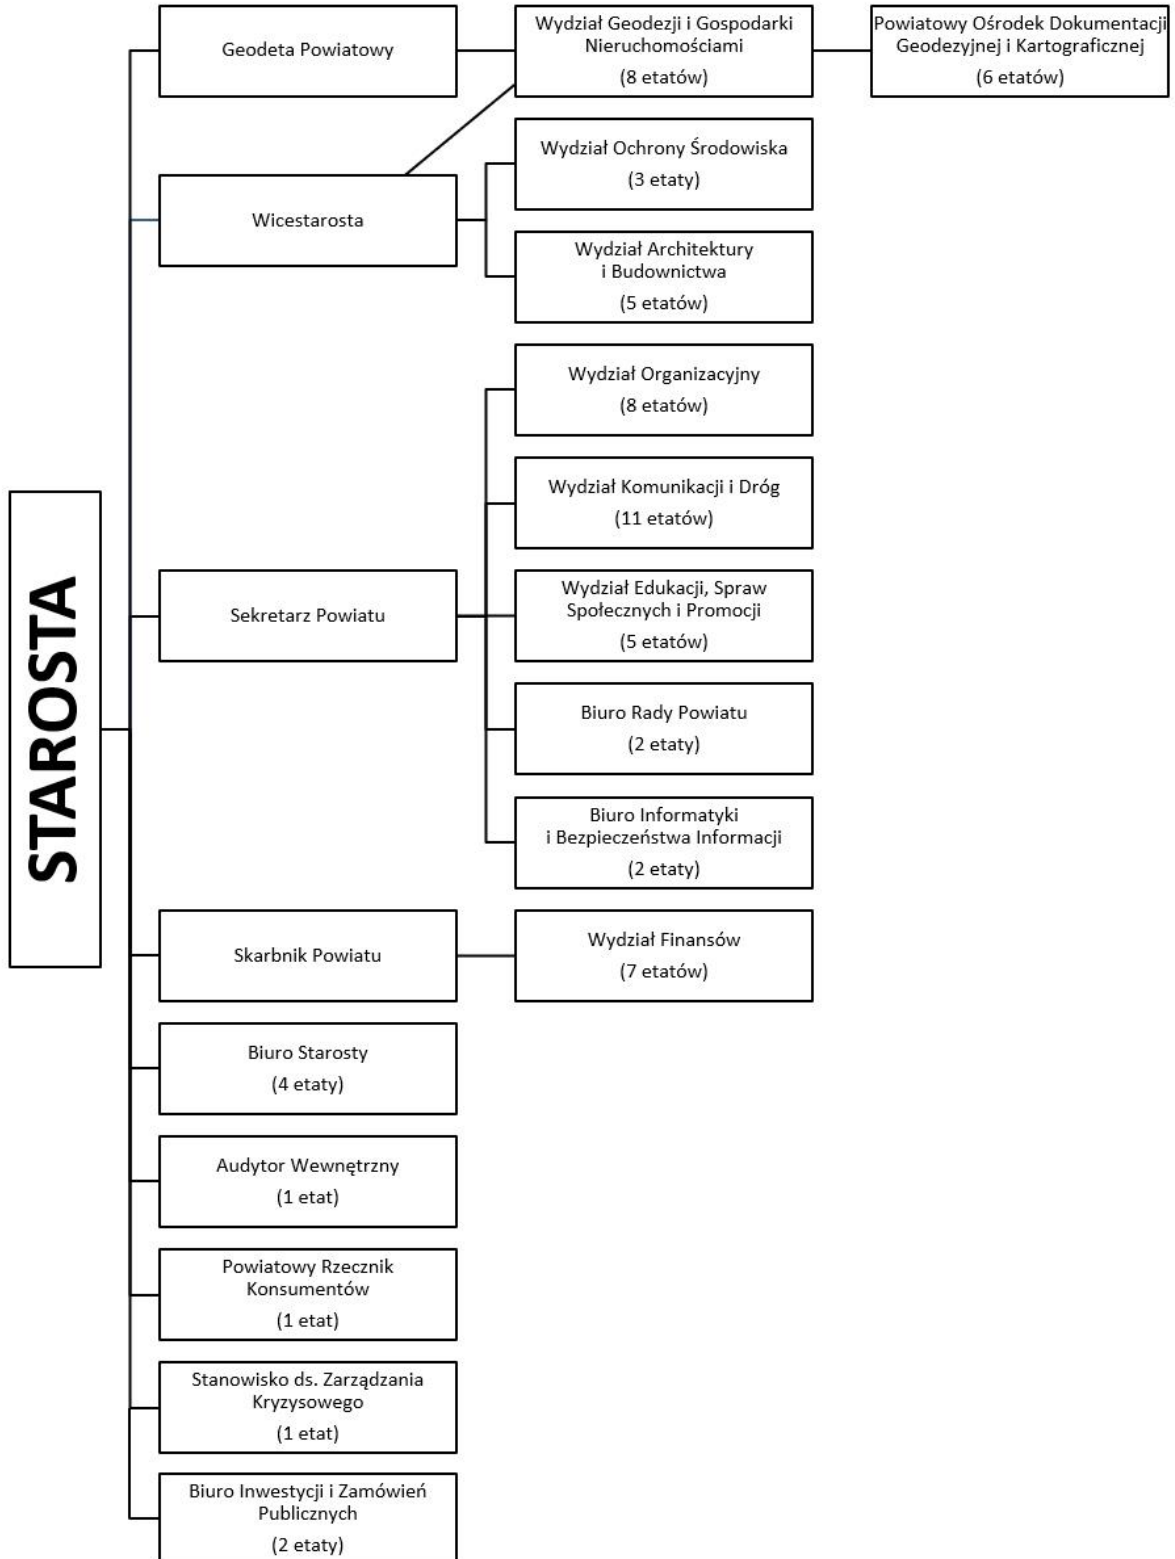 STAROSTA
Geodeta Powiatowy
Wydział Geodezji i Gospodarki
Nieruchomościami
(8 etatów)
Powiatowy Ośrodek Dokumentacji
Geodezyjnej i Kartograficznej
(6 etatów)
Wicestarosta
Wydział Ochrony Środowiska
(3 etaty)
Wydział Architektury
i Budownictwa
(5 etatów)
Sekretarz Powiatu
Wydział Organizacyjny
(8 etatów)
Wydział Komunikacji i Dróg
(11 etatów)
Wydział Edukacji, Spraw
Społecznych i Promocji
(5 etatów)
Biuro Rady Powiatu
(2 etaty)
Biuro Informatyki
i Bezpieczeństwa Informacji
(2 etaty)
Skarbnik Powiatu
Wydział Finansów
(7 etatów)
Biuro Starosty
(4 etaty)
Audytor Wewnętrzny
(1 etat)
Powiatowy Rzecznik
Konsumentów
(1 etat)
Stanowisko ds. Zarządzania
Kryzysowego
(1 etat)
Biuro Inwestycji i Zamówień
Publicznych
(2 etaty)